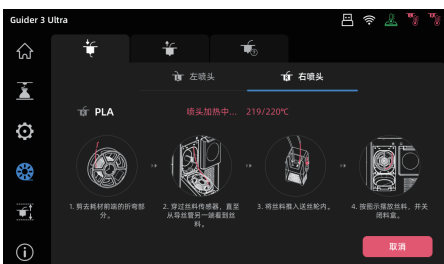 Guider 3 Ultra
左喷头
右喷头
PLA
喷头加热中... 219/220℃
1. 剪去耗材前端的折弯部
分。
2. 穿过丝料传感器，直至
从导丝管另一端看到丝
料。
3. 将丝料推入送丝轮内。
4. 按图示摆放丝料，并关
闭料盒。
取消